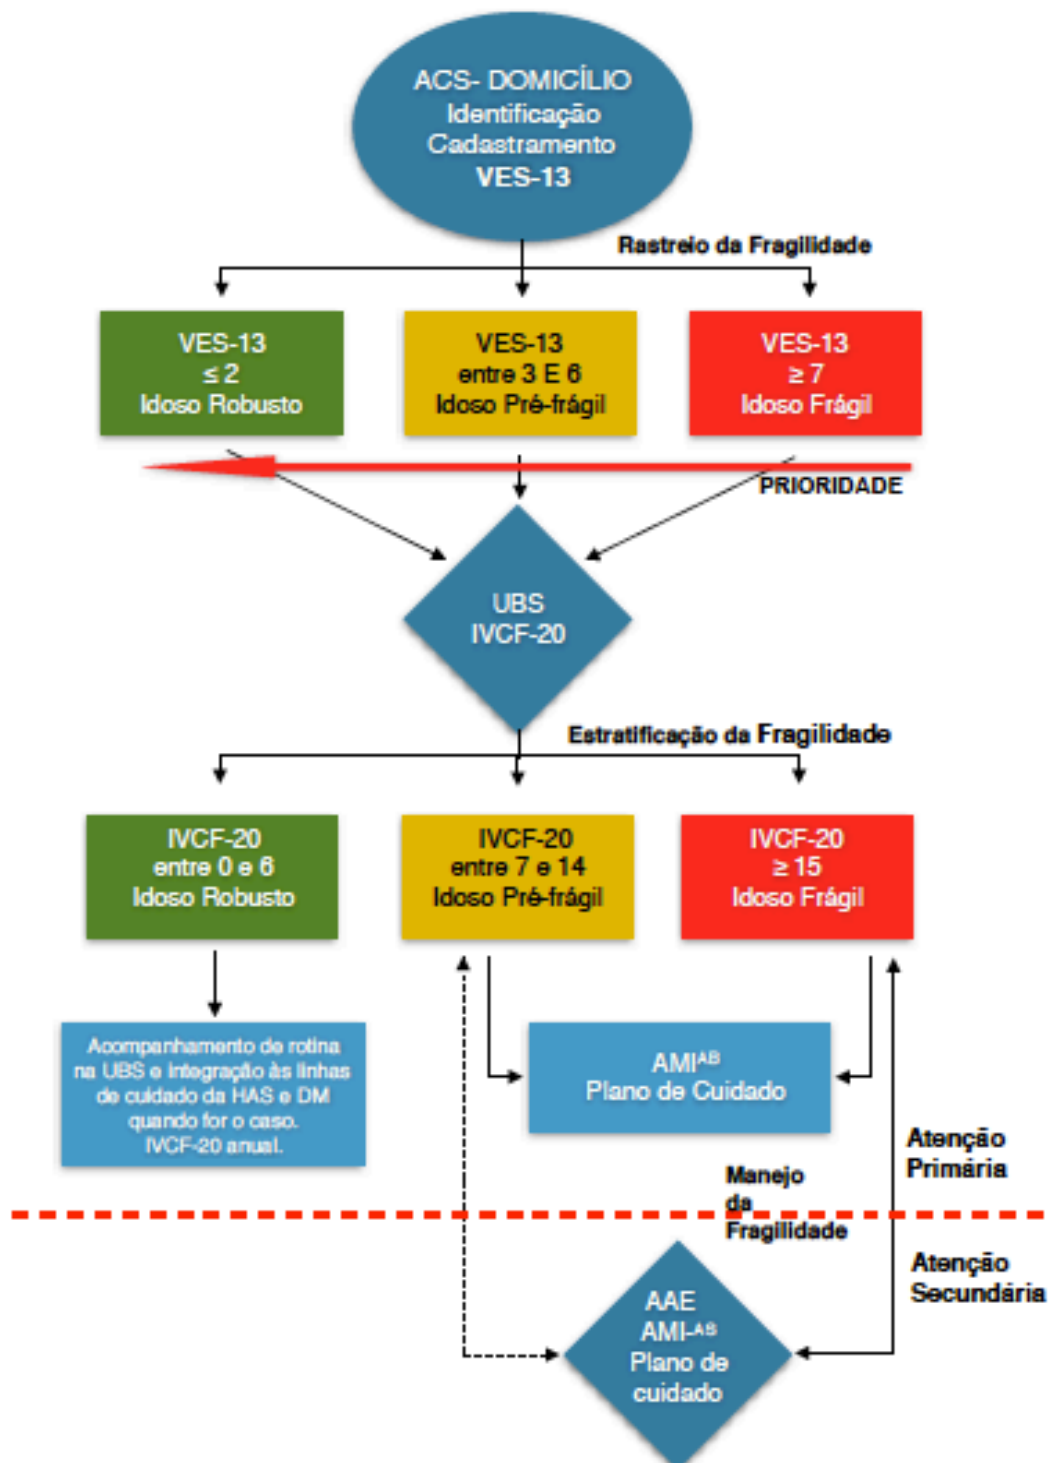 ACS- DOMICÍLIO
Identificação
Cadastramento
VES-13
Rastreio da Fragilidade
VES-13
≤ 2
Idoso Robusto
VES-13
entre 3 E 6
Idoso Pré-frágil
VES-13
≥ 7
Idoso Frágil
PRIORIDADE
UBS
IVCF-20
Estratificação da Fragilidade
IVCF-20
entre 0 e 6
Idoso Robusto
IVCF-20
entre 7 e 14
Idoso Pré-frágil
IVCF-20
≥ 15
Idoso Frágil
Acompanhamento de rotina
na UBS e integração às linhas
de cuidado da HAS e DM
quando for o caso.
IVCF-20 anual.
AMIAB
Plano de Cuidado
Atenção
Primária
Manejo
da
Fragilidade
Atenção
Secundária
AAE
AMI-AS
Plano de
cuidado